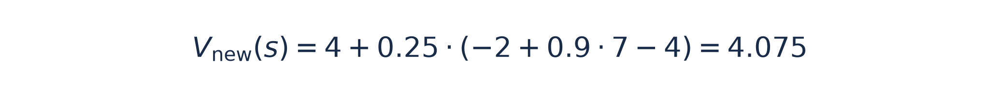 V_new(s) = 4 + 0.25 · (−2 + 0.9 · 7 − 4) = 4.075